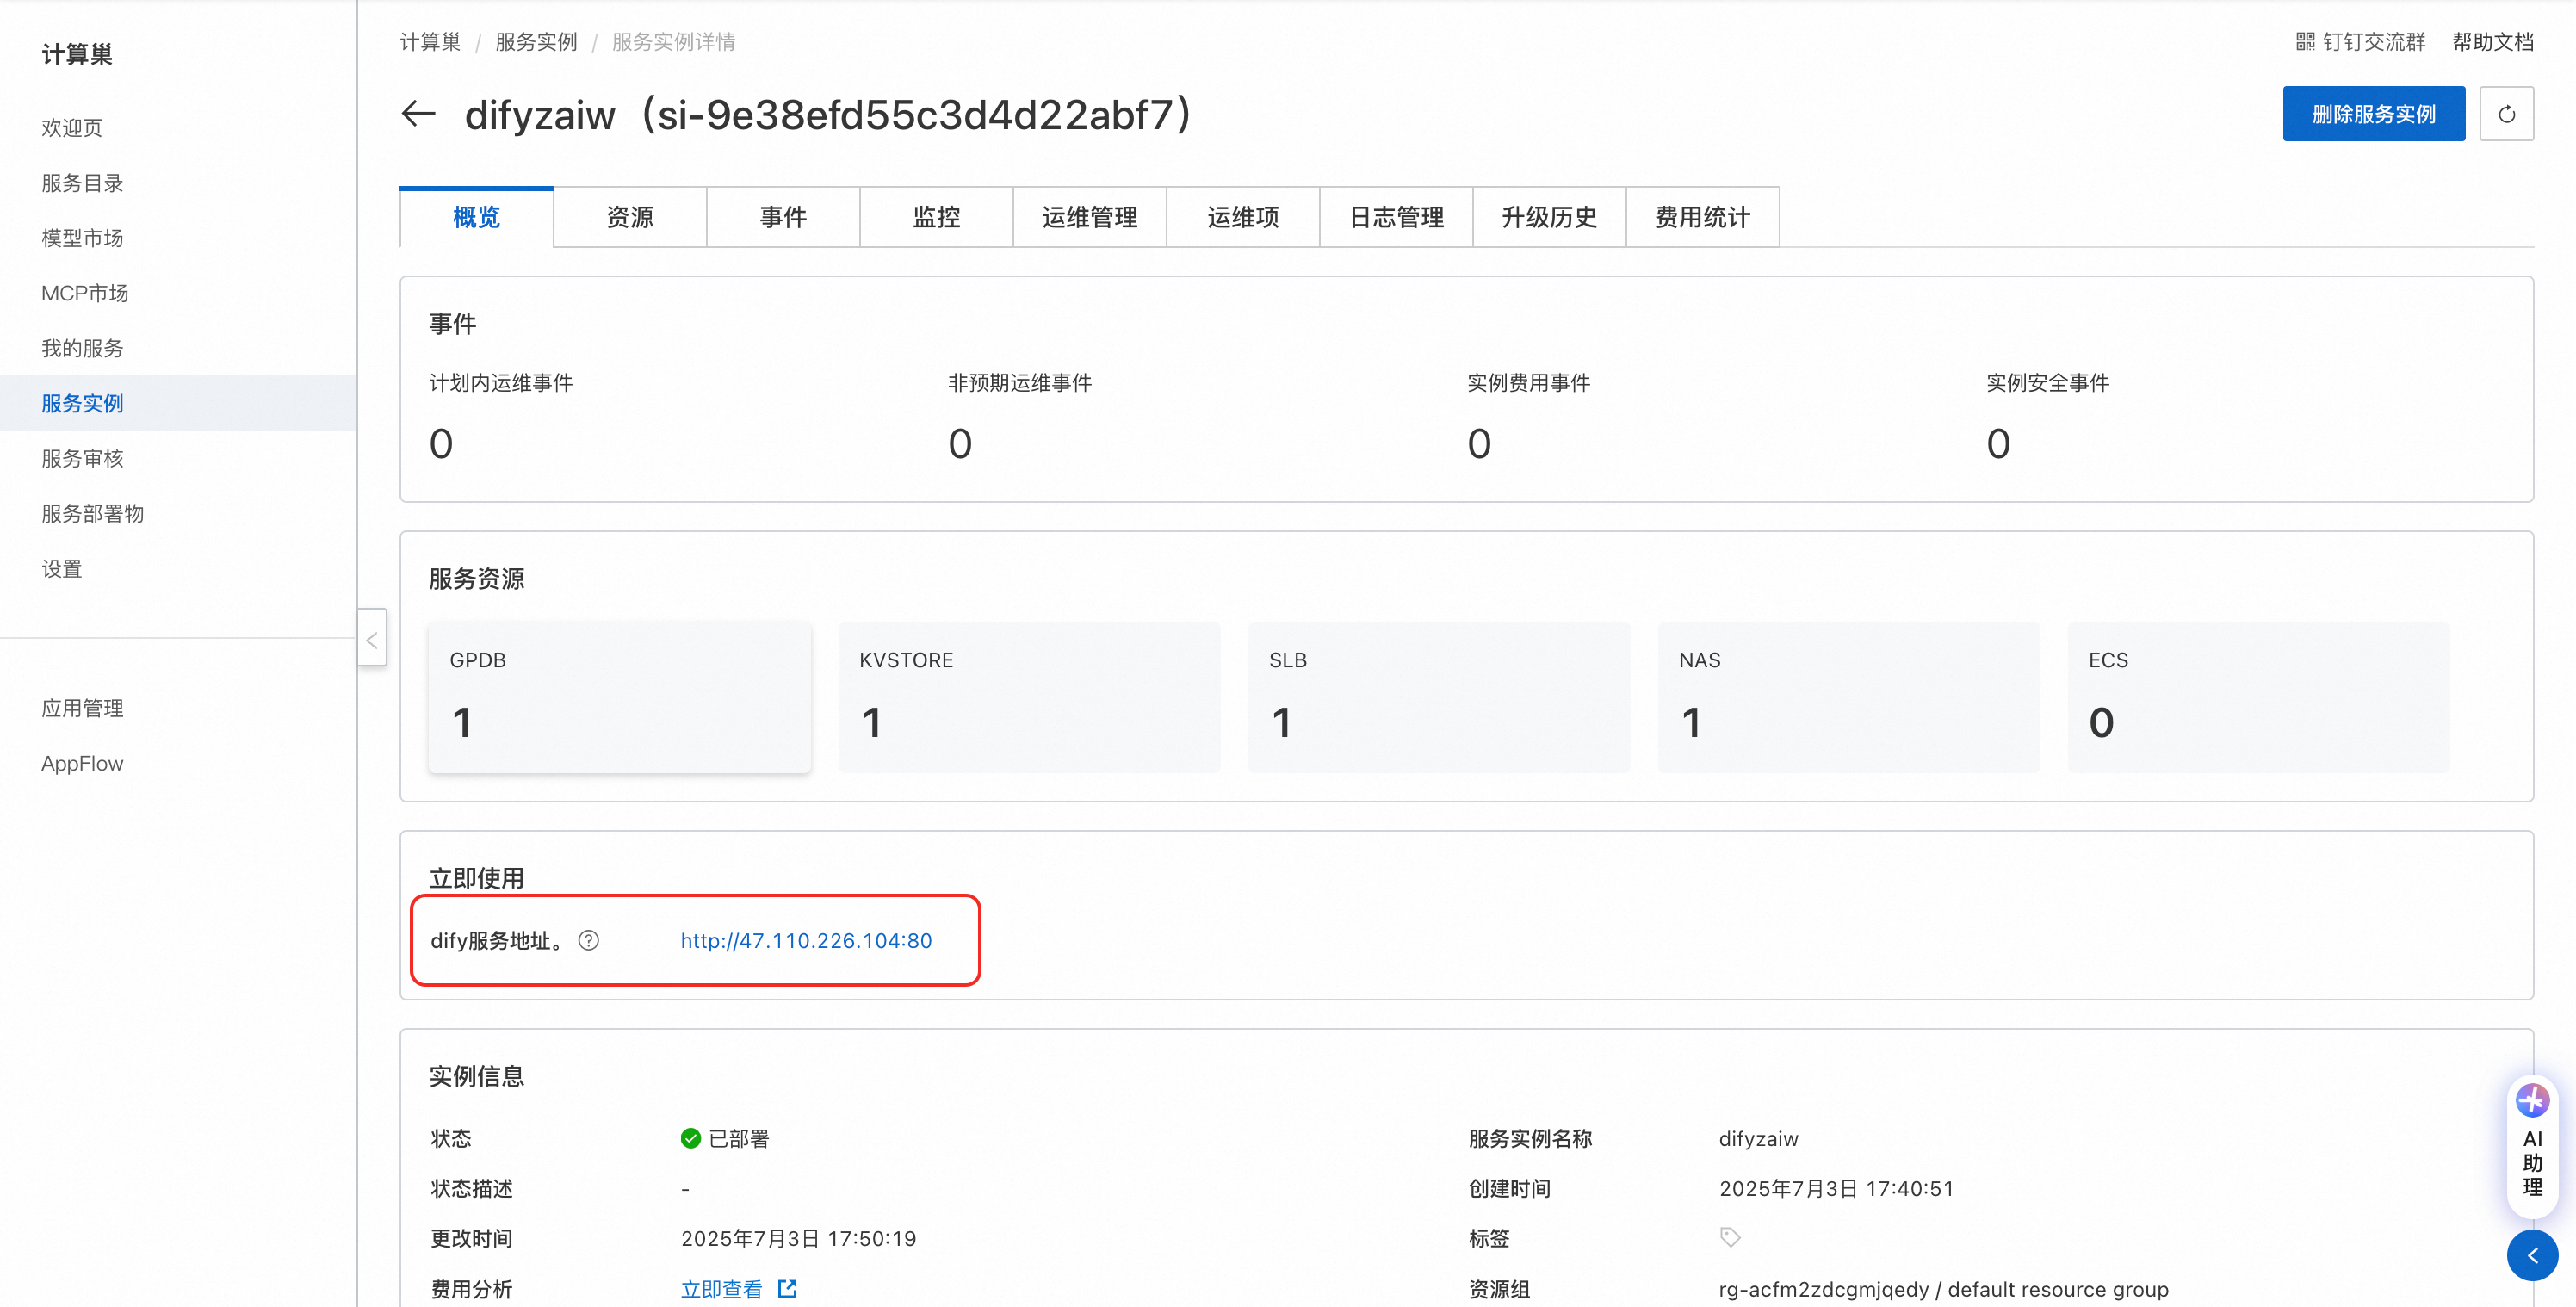 计算巢
欢迎页
服务目录
模型市场
MCP市场
我的服务
服务实例
服务审核
服务部署物
设置
应用管理
AppFlow
计算巢 / 服务实例 / 服务实例详情
钉钉交流群 帮助文档
difyzaiw（si-9e38efd55c3d4d22abf7）
删除服务实例
概览 资源 事件 监控 运维管理 运维项 日志管理 升级历史 费用统计
事件
计划内运维事件 非预期运维事件 实例费用事件 实例安全事件
0 0 0 0
服务资源
GPDB KVSTORE SLB NAS ECS
1 1 1 1 0
立即使用
dify服务地址。 http://47.110.226.104:80
实例信息
状态 已部署 服务实例名称 difyzaiw
状态描述 - 创建时间 2025年7月3日 17:40:51
更改时间 2025年7月3日 17:50:19 标签
费用分析 立即查看 资源组 rg-acfm2zdcgmjqedy / default resource group
AI
助
理